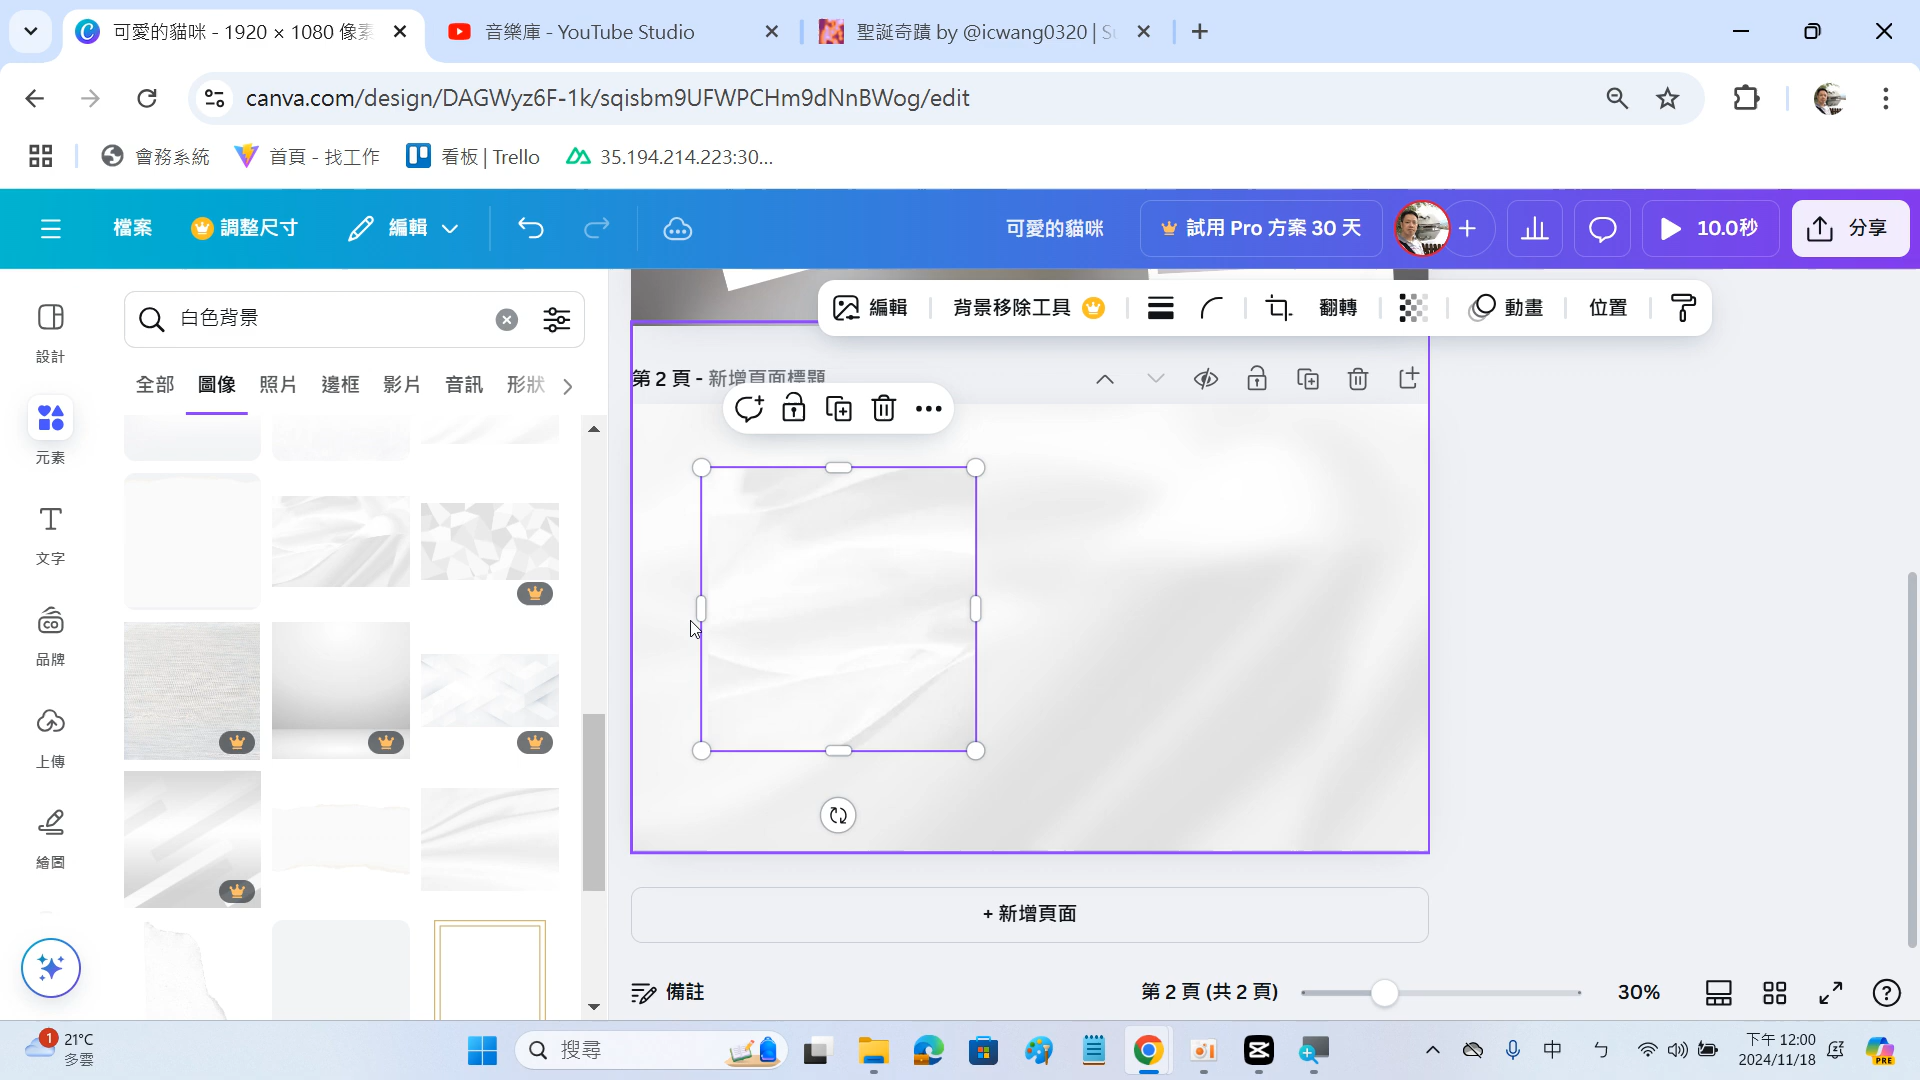 可愛的貓咪 - 1920 × 1080 像素
音樂庫 - YouTube Studio
聖誕奇蹟 by @icwang0320 | Su
canva.com/design/DAGWyz6F-1k/sqisbm9UFWPCHm9dNnBWog/edit
會務系統
首頁 - 找工作
看板 | Trello
35.194.214.223:30...
檔案
調整尺寸
編輯
可愛的貓咪
試用 Pro 方案 30 天
10.0秒
分享
設計
元素
文字
品牌
上傳
繪圖
白色背景
全部
圖像
照片
邊框
影片
音訊
形狀
編輯
背景移除工具
翻轉
動畫
位置
第 2 頁 - 新增頁面標題
+ 新增頁面
備註
第 2 頁 (共 2 頁)
30%
1
21°C
多雲
搜尋
中
ㄅ
下午 12:00
2024/11/18
PRE